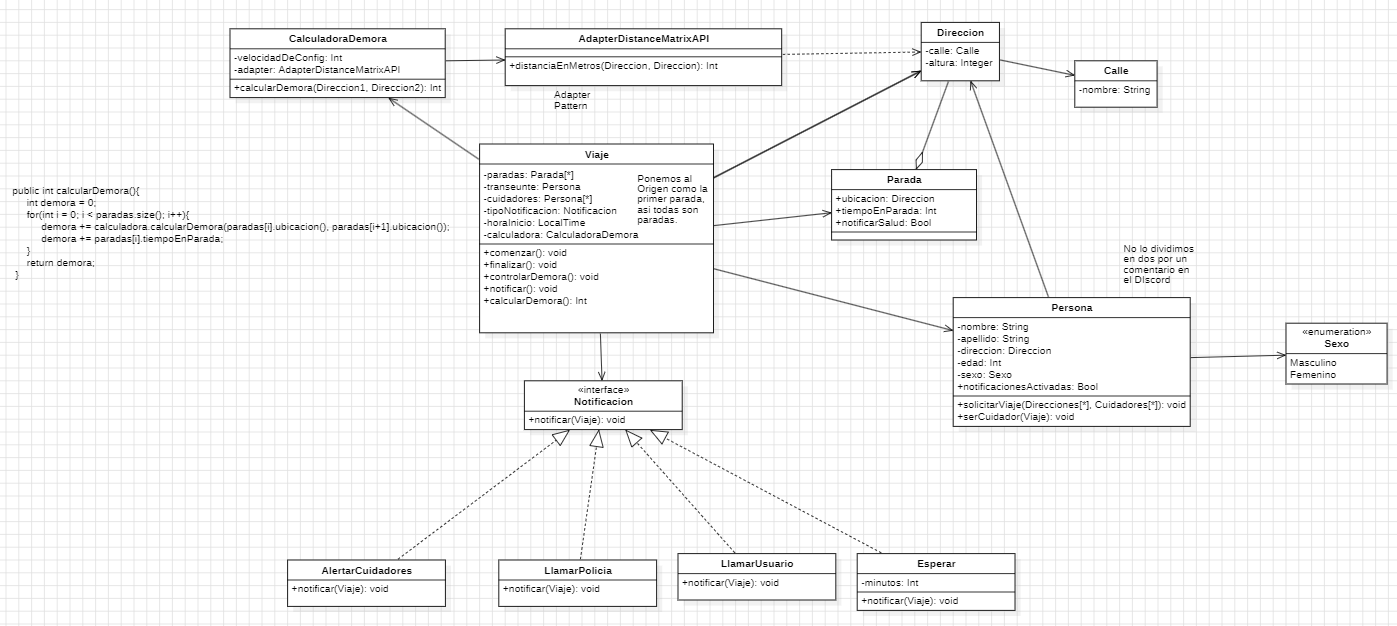 CalculadoraDemora
-velocidadDeConfig: Int
-adapter: AdapterDistanceMatrixAPI
+calcularDemora(Direccion1, Direccion2): Int
AdapterDistanceMatrixAPI
+distanciaEnMetros(Direccion, Direccion): Int
Adapter
Pattern
Direccion
-calle: Calle
-altura: Integer
Calle
-nombre: String
public int calcularDemora(){
int demora = 0;
for(int i = 0; i < paradas.size(); i++){
demora += calculadora.calcularDemora(paradas[i].ubicacion(), paradas[i+1].ubicacion());
demora += paradas[i].tiempoEnParada;
}
return demora;
}
Viaje
-paradas: Parada[*]
-transeunte: Persona
-cuidadores: Persona[*]
-tipoNotificacion: Notificacion
-horaInicio: LocalTime
-calculadora: CalculadoraDemora
Ponemos al
Origen como la
primer parada,
asi todas son
paradas.
+comenzar(): void
+finalizar(): void
+controlarDemora(): void
+notificar(): void
+calcularDemora(): Int
Parada
+ubicacion: Direccion
+tiempoEnParada: Int
+notificarSalud: Bool
No lo dividimos
en dos por un
comentario en
el DIscord
Persona
-nombre: String
-apellido: String
-direccion: Direccion
-edad: Int
-sexo: Sexo
+notificacionesActivadas: Bool
+solicitarViaje(Direcciones[*], Cuidadores[*]): void
+serCuidador(Viaje): void
«enumeration»
Sexo
Masculino
Femenino
«interface»
Notificacion
+notificar(Viaje): void
AlertarCuidadores
+notificar(Viaje): void
LlamarPolicia
+notificar(Viaje): void
LlamarUsuario
+notificar(Viaje): void
Esperar
-minutos: Int
+notificar(Viaje): void